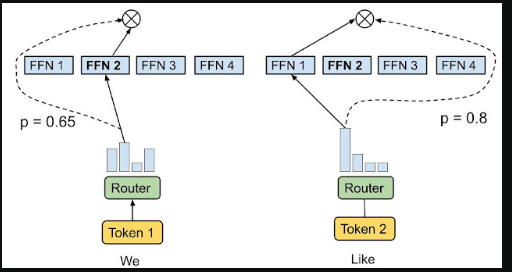 FFN 1 FFN 2 FFN 3 FFN 4
FFN 1 FFN 2 FFN 3 FFN 4
p = 0.65
p = 0.8
Router
Router
Token 1
Token 2
We
Like